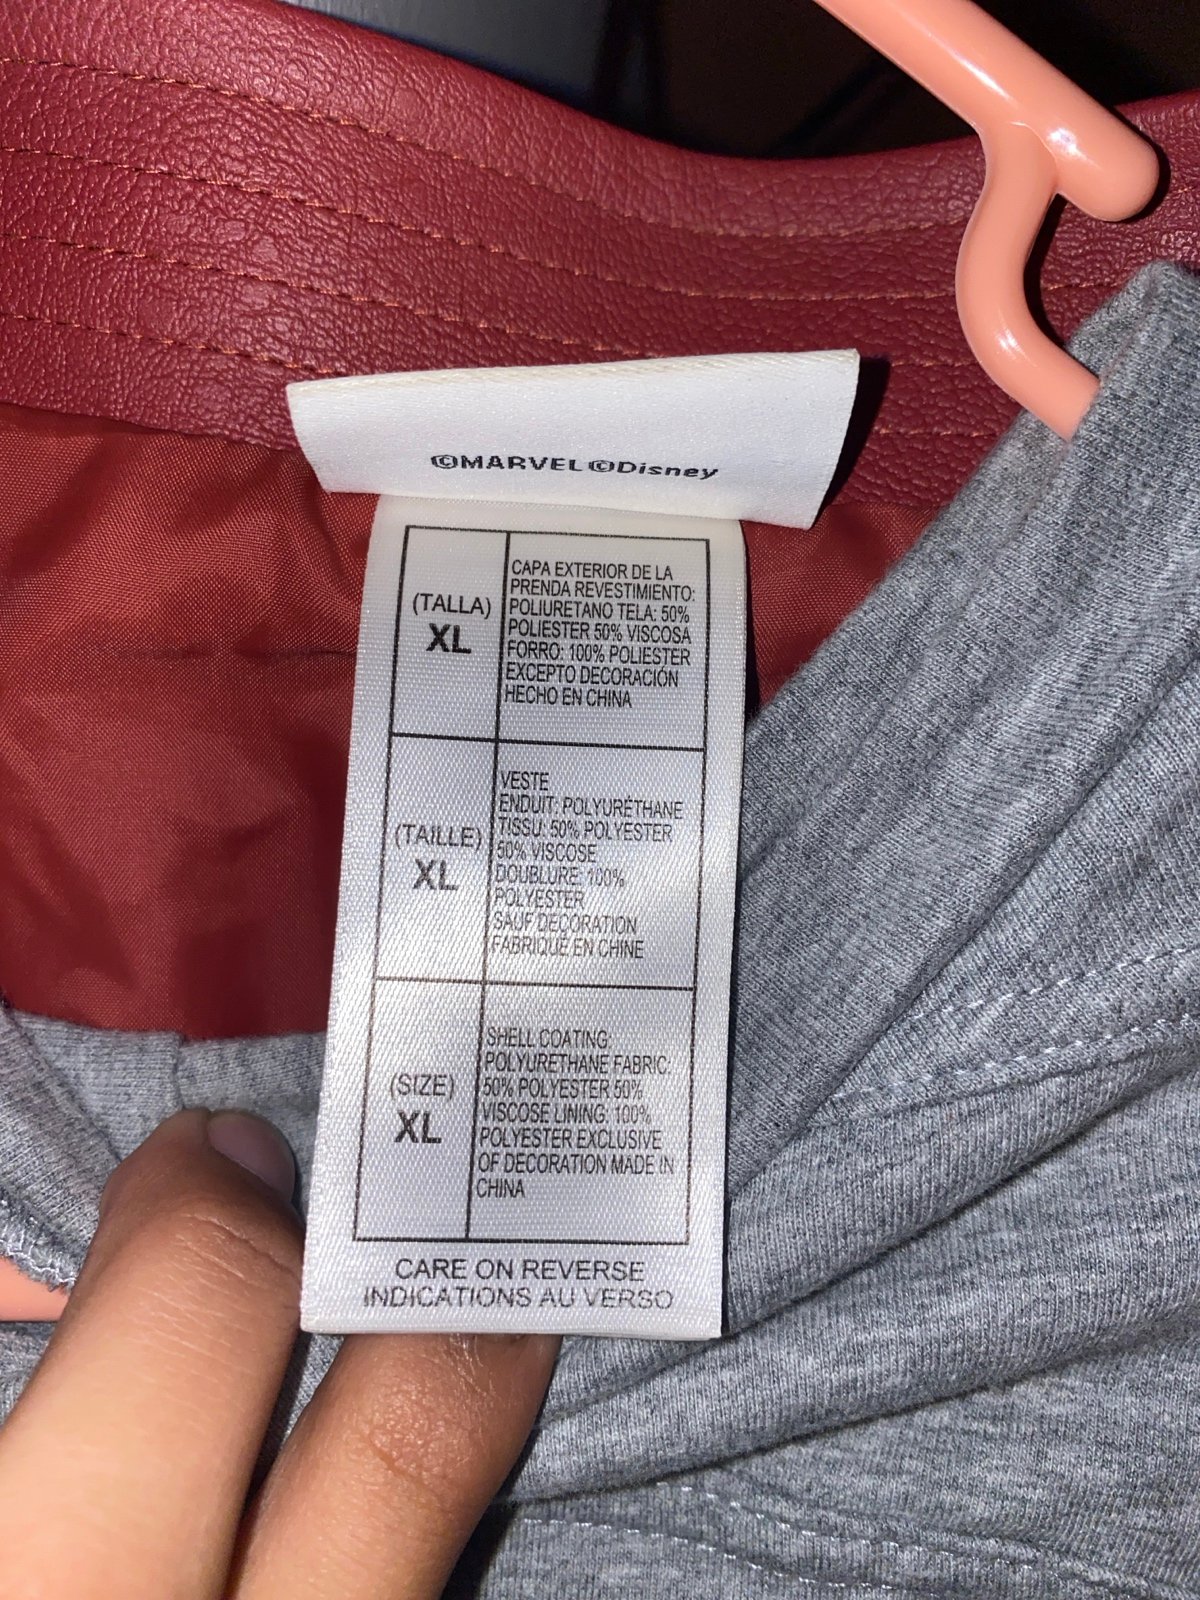 ©MARVEL ©Disney
(TALLA)
XL
CAPA EXTERIOR DE LA
PRENDA REVESTIMIENTO:
POLIURETANO TELA: 50%
POLIESTER 50% VISCOSA
FORRO: 100% POLIESTER
EXCEPTO DECORACIÓN
HECHO EN CHINA
(TAILLE)
XL
VESTE
ENDUIT: POLYURÉTHANE
TISSU: 50% POLYESTER
50% VISCOSE
DOUBLURE: 100%
POLYESTER
SAUF DECORATION
FABRIQUE EN CHINE
(SIZE)
XL
SHELL COATING:
POLYURETHANE FABRIC:
50% POLYESTER 50%
VISCOSE LINING: 100%
POLYESTER EXCLUSIVE
OF DECORATION MADE IN
CHINA
CARE ON REVERSE
INDICATIONS AU VERSO